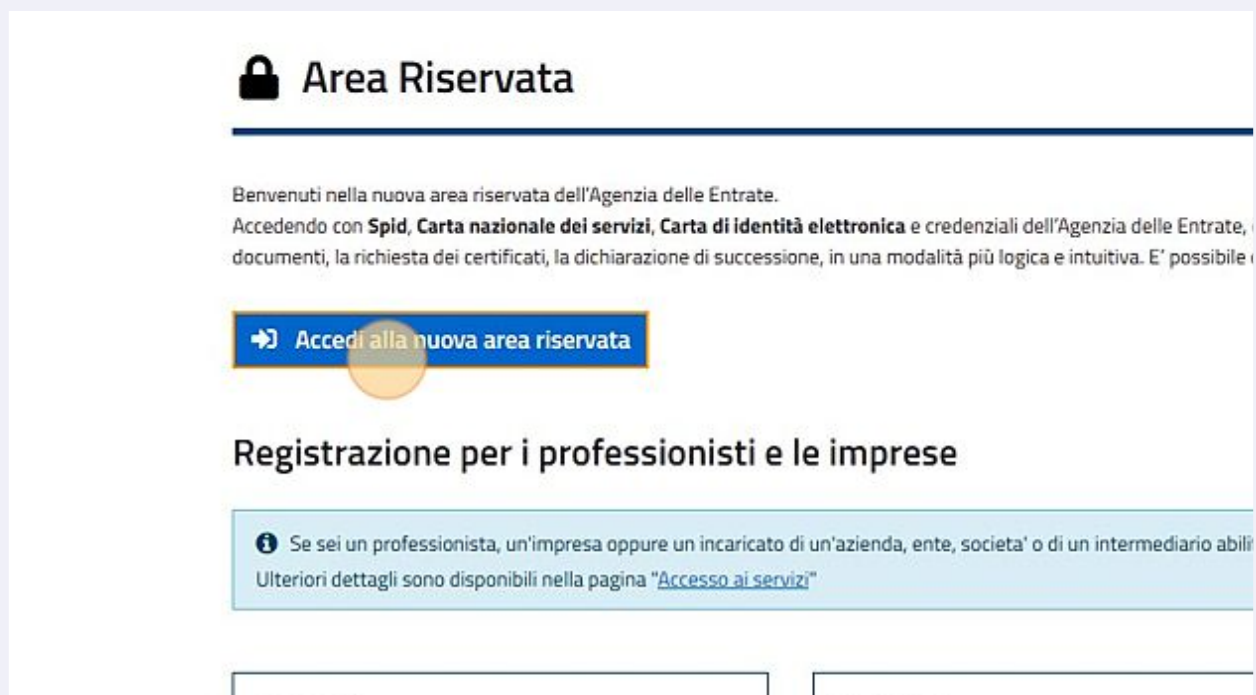 Area Riservata
Benvenuti nella nuova area riservata dell'Agenzia delle Entrate.
Accedendo con Spid, Carta nazionale dei servizi, Carta di identità elettronica e credenziali dell'Agenzia delle Entrate,
documenti, la richiesta dei certificati, la dichiarazione di successione, in una modalità più logica e intuitiva. E' possibile
Accedi alla nuova area riservata
Registrazione per i professionisti e le imprese
Se sei un professionista, un'impresa oppure un incaricato di un'azienda, ente, societa' o di un intermediario
Ulteriori dettagli sono disponibili nella pagina "Accesso ai servizi"